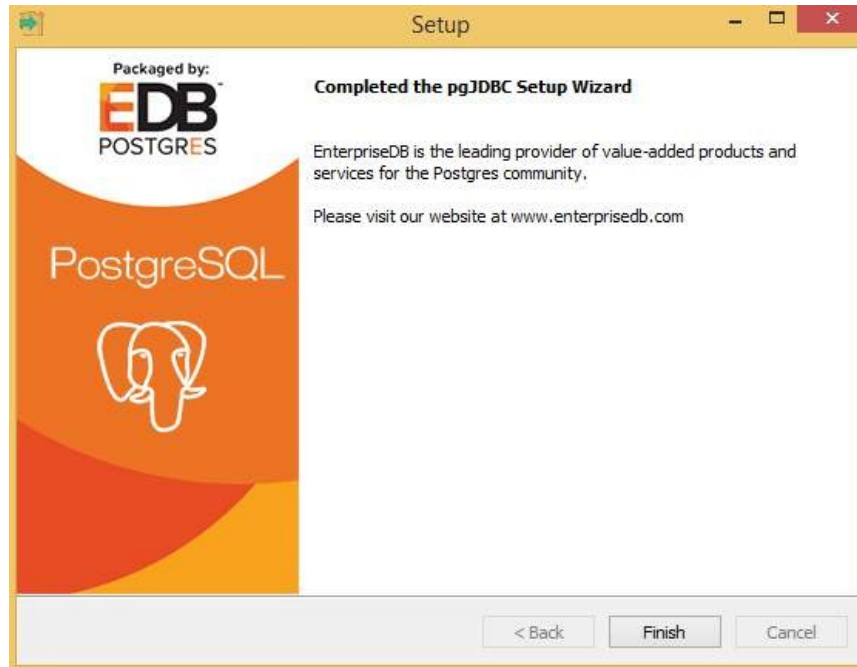 Setup
Packaged by:
EDB
POSTGRES
PostgreSQL
Completed the pgJDBC Setup Wizard
EnterpriseDB is the leading provider of value-added products and
services for the Postgres community.
Please visit our website at www.enterprisedb.com
< Back
Finish
Cancel